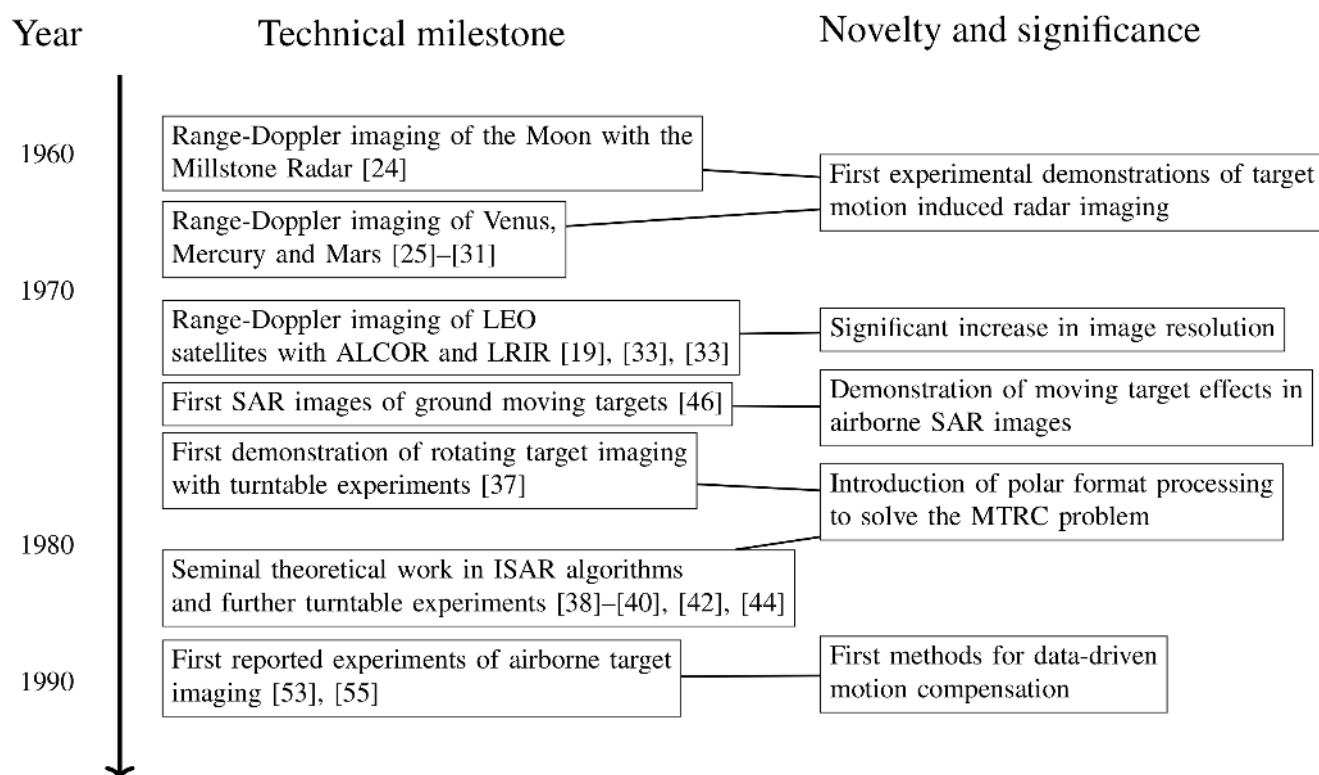 Year
Technical milestone
Novelty and significance
1960
Range-Doppler imaging of the Moon with the
Millstone Radar [24]
First experimental demonstrations of target
motion induced radar imaging
Range-Doppler imaging of Venus,
Mercury and Mars [25]–[31]
1970
Range-Doppler imaging of LEO
satellites with ALCOR and LRIR [19], [33], [33]
Significant increase in image resolution
First SAR images of ground moving targets [46]
Demonstration of moving target effects in
airborne SAR images
First demonstration of rotating target imaging
with turntable experiments [37]
Introduction of polar format processing
to solve the MTRC problem
1980
Seminal theoretical work in ISAR algorithms
and further turntable experiments [38]–[40], [42], [44]
1990
First reported experiments of airborne target
imaging [53], [55]
First methods for data-driven
motion compensation